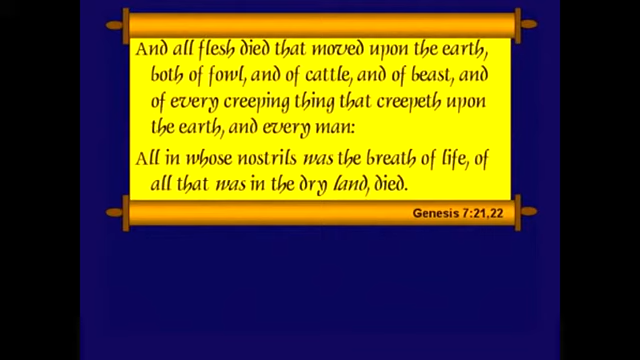 And all flesh died that moved upon the earth,
both of fowl, and of cattle, and of beast, and
of every creeping thing that creepeth upon
the earth, and every man:
All in whose nostrils was the breath of life, of
all that was in the dry land, died.
Genesis 7:21,22